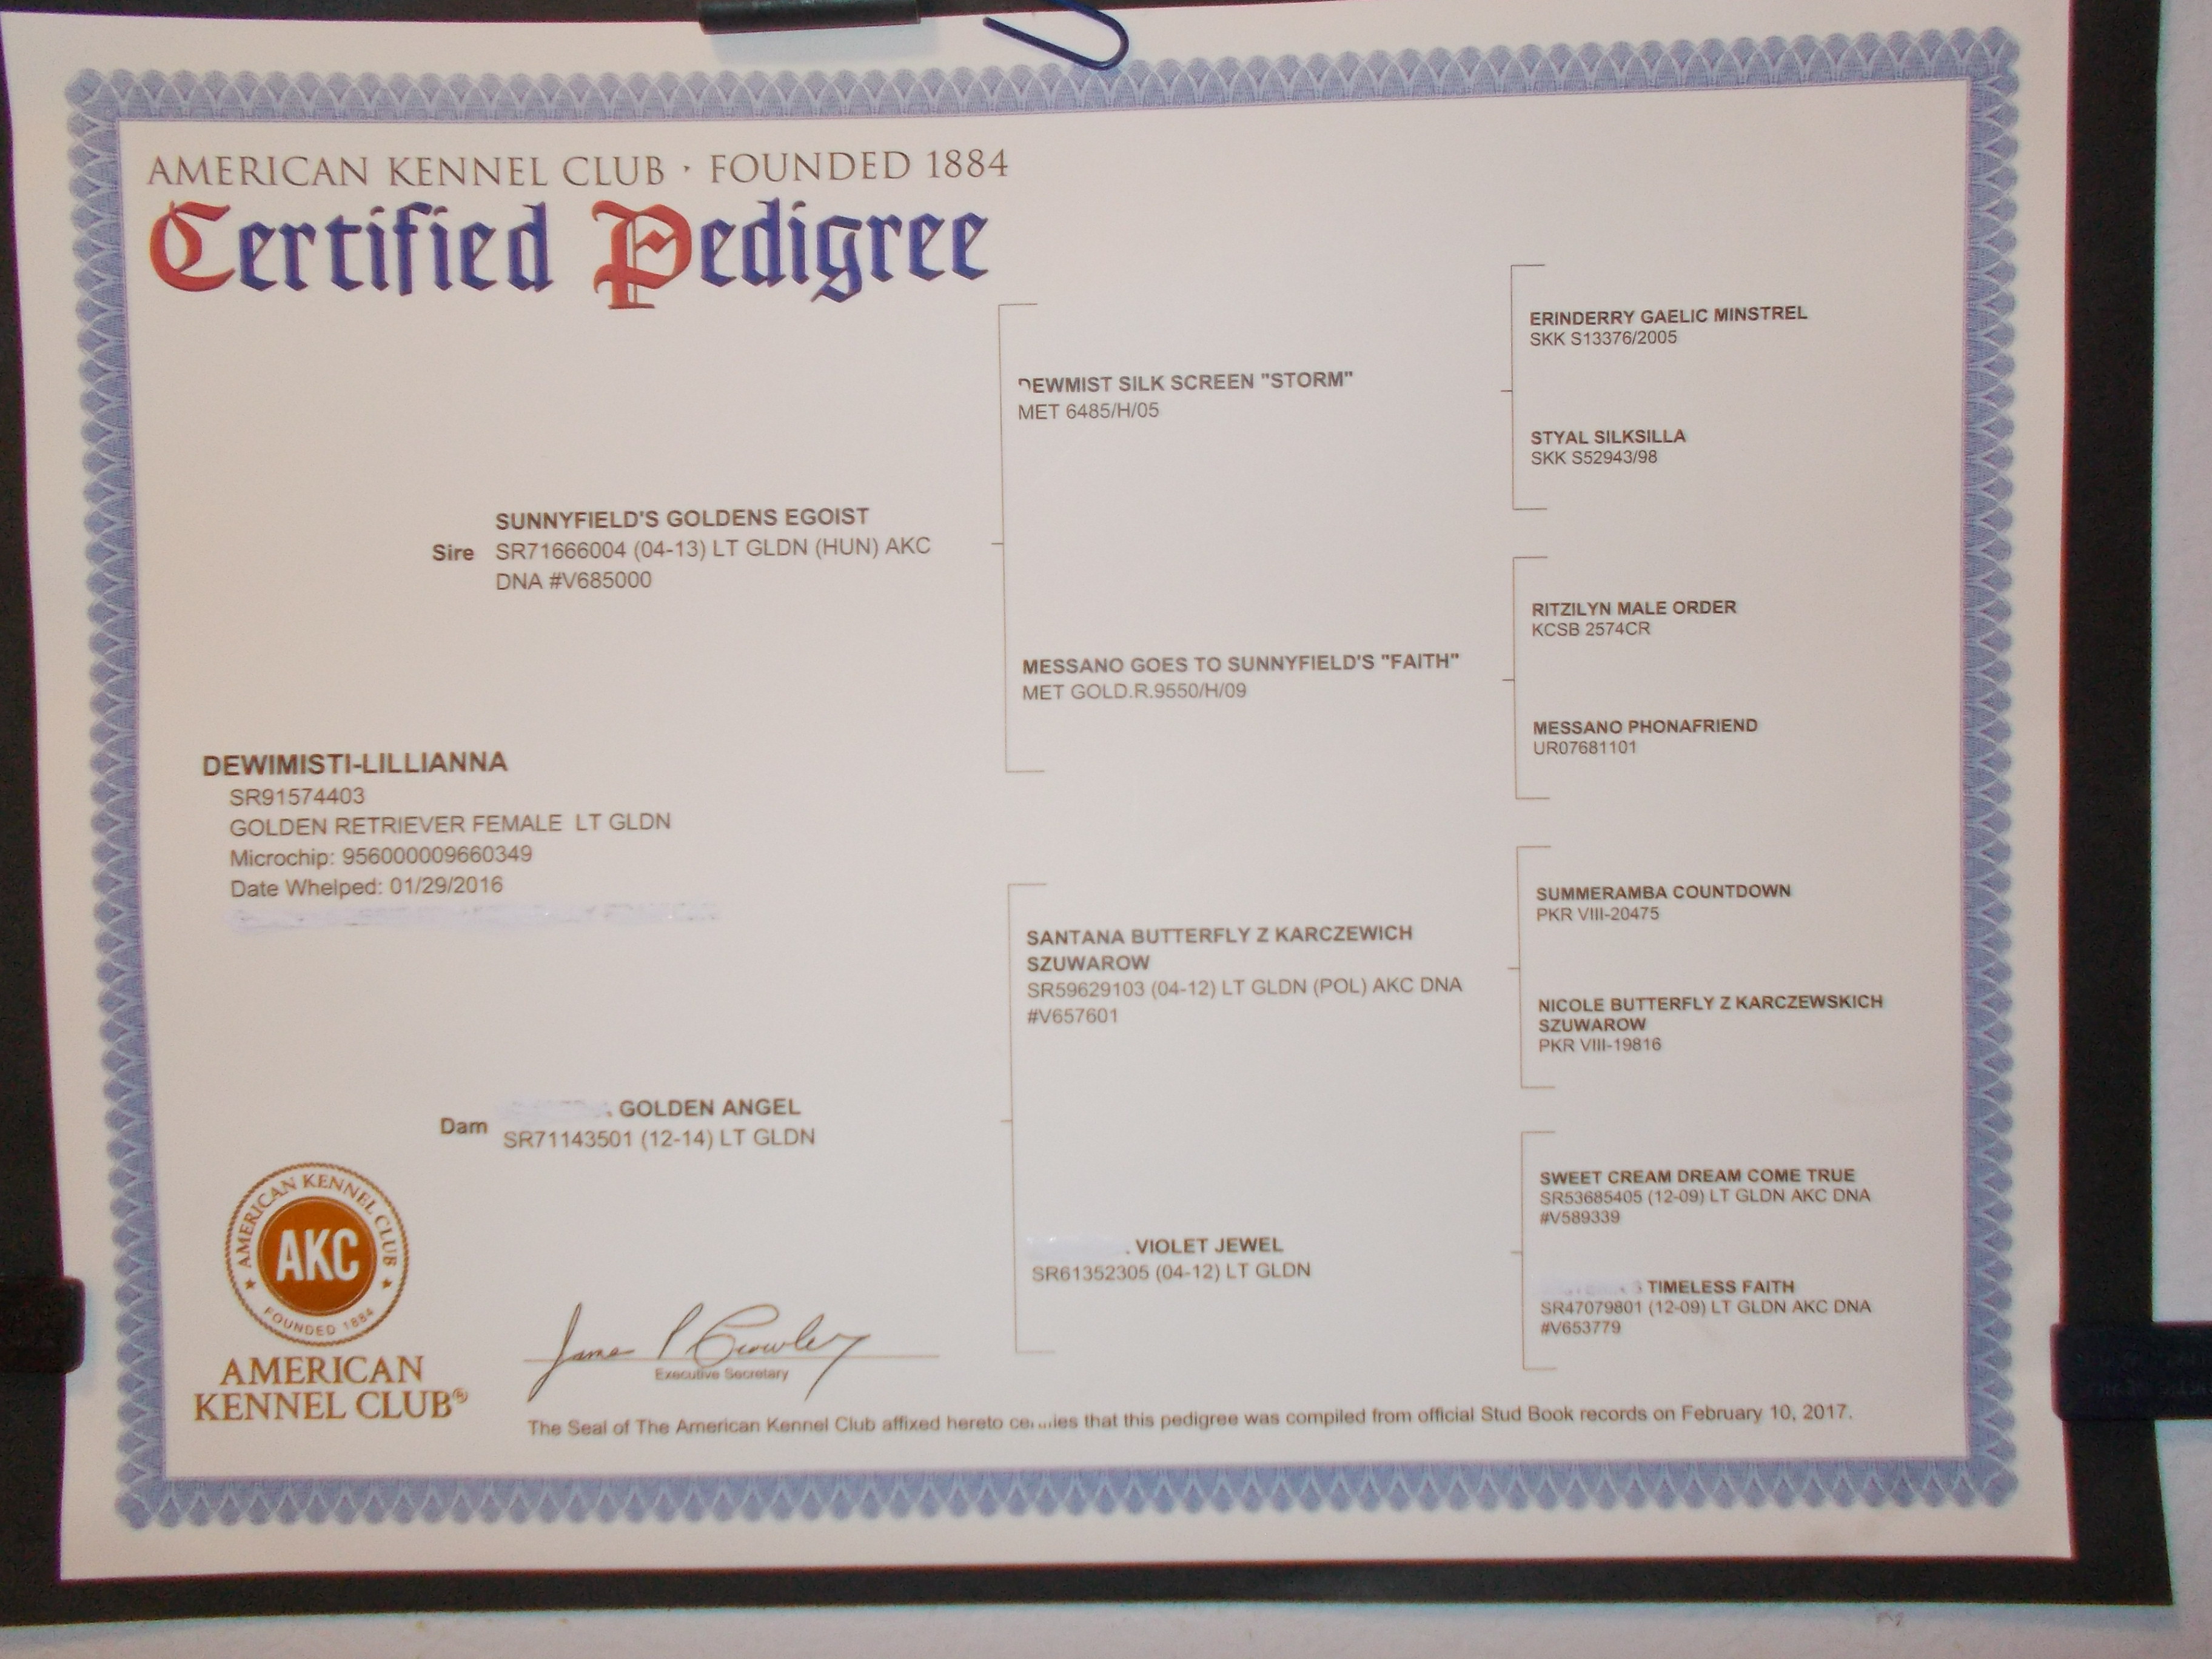 AMERICAN KENNEL CLUB · FOUNDED 1884
Certified Pedigree
ERINDERRY GAELIC MINSTREL
SKK S13376/2005
DEWMIST SILK SCREEN "STORM"
MET 6485/H/05
STYAL SILKSILLA
SKK S52943/98
SUNNYFIELD'S GOLDENS EGOIST
Sire SR71666004 (04-13) LT GLDN (HUN) AKC
DNA #V685000
RITZILYN MALE ORDER
KCSB 2574CR
MESSANO GOES TO SUNNYFIELD'S "FAITH"
MET GOLD.R.9550/H/09
MESSANO PHONAFRIEND
UR07681101
DEWIMISTI-LILLIANNA
SR91574403
GOLDEN RETRIEVER FEMALE LT GLDN
Microchip: 956000009660349
Date Whelped: 01/29/2016
SUMMERAMBA COUNTDOWN
PKR VIII-20475
SANTANA BUTTERFLY Z KARCZEWICH
SZUWAROW
SR59629103 (04-12) LT GLDN (POL) AKC DNA
#V657601
NICOLE BUTTERFLY Z KARCZEWSKICH
SZUWAROW
PKR VIII-19816
GOLDEN ANGEL
Dam SR71143501 (12-14) LT GLDN
SWEET CREAM DREAM COME TRUE
SR53685405 (12-09) LT GLDN AKC DNA
#V589339
VIOLET JEWEL
SR61352305 (04-12) LT GLDN
TIMELESS FAITH
SR47079801 (12-09) LT GLDN AKC DNA
#V653779
AMERICAN KENNEL CLUB
AKC
FOUNDED 1884
AMERICAN
KENNEL CLUB®
James P Crowley
Executive Secretary
The Seal of The American Kennel Club affixed hereto that this pedigree was compiled from official Stud Book records on February 10, 2017.